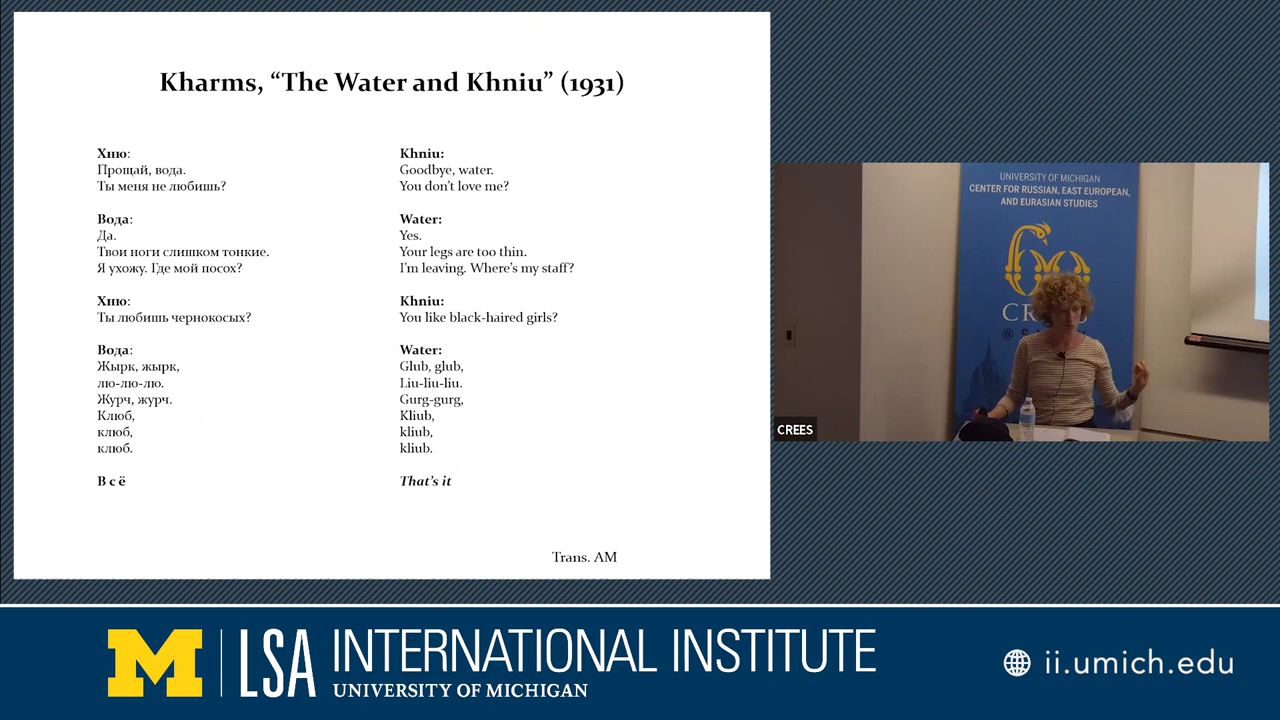 Kharms, “The Water and Khniu” (1931)
Хню:
Прощай, вода.
Ты меня не любишь?
Вода:
Да.
Твои ноги слишком тонкие.
Я ухожу. Где мой посох?
Хню:
Ты любишь чернокосых?
Вода:
Жырк, жырк,
лю-лю-лю.
Журч, журч.
Клюб,
клюб,
клюб.
В с ё
Khniu:
Goodbye, water.
You don’t love me?
Water:
Yes.
Your legs are too thin.
I’m leaving. Where’s my staff?
Khniu:
You like black-haired girls?
Water:
Glub, glub,
Liu-liu-liu.
Gurg-gurg,
Kliub,
kliub,
kliub.
That’s it
Trans. AM
UNIVERSITY OF MICHIGAN
CENTER FOR RUSSIAN, EAST EUROPEAN,
AND EURASIAN STUDIES
CREES
M LSA INTERNATIONAL INSTITUTE
UNIVERSITY OF MICHIGAN
ii.umich.edu